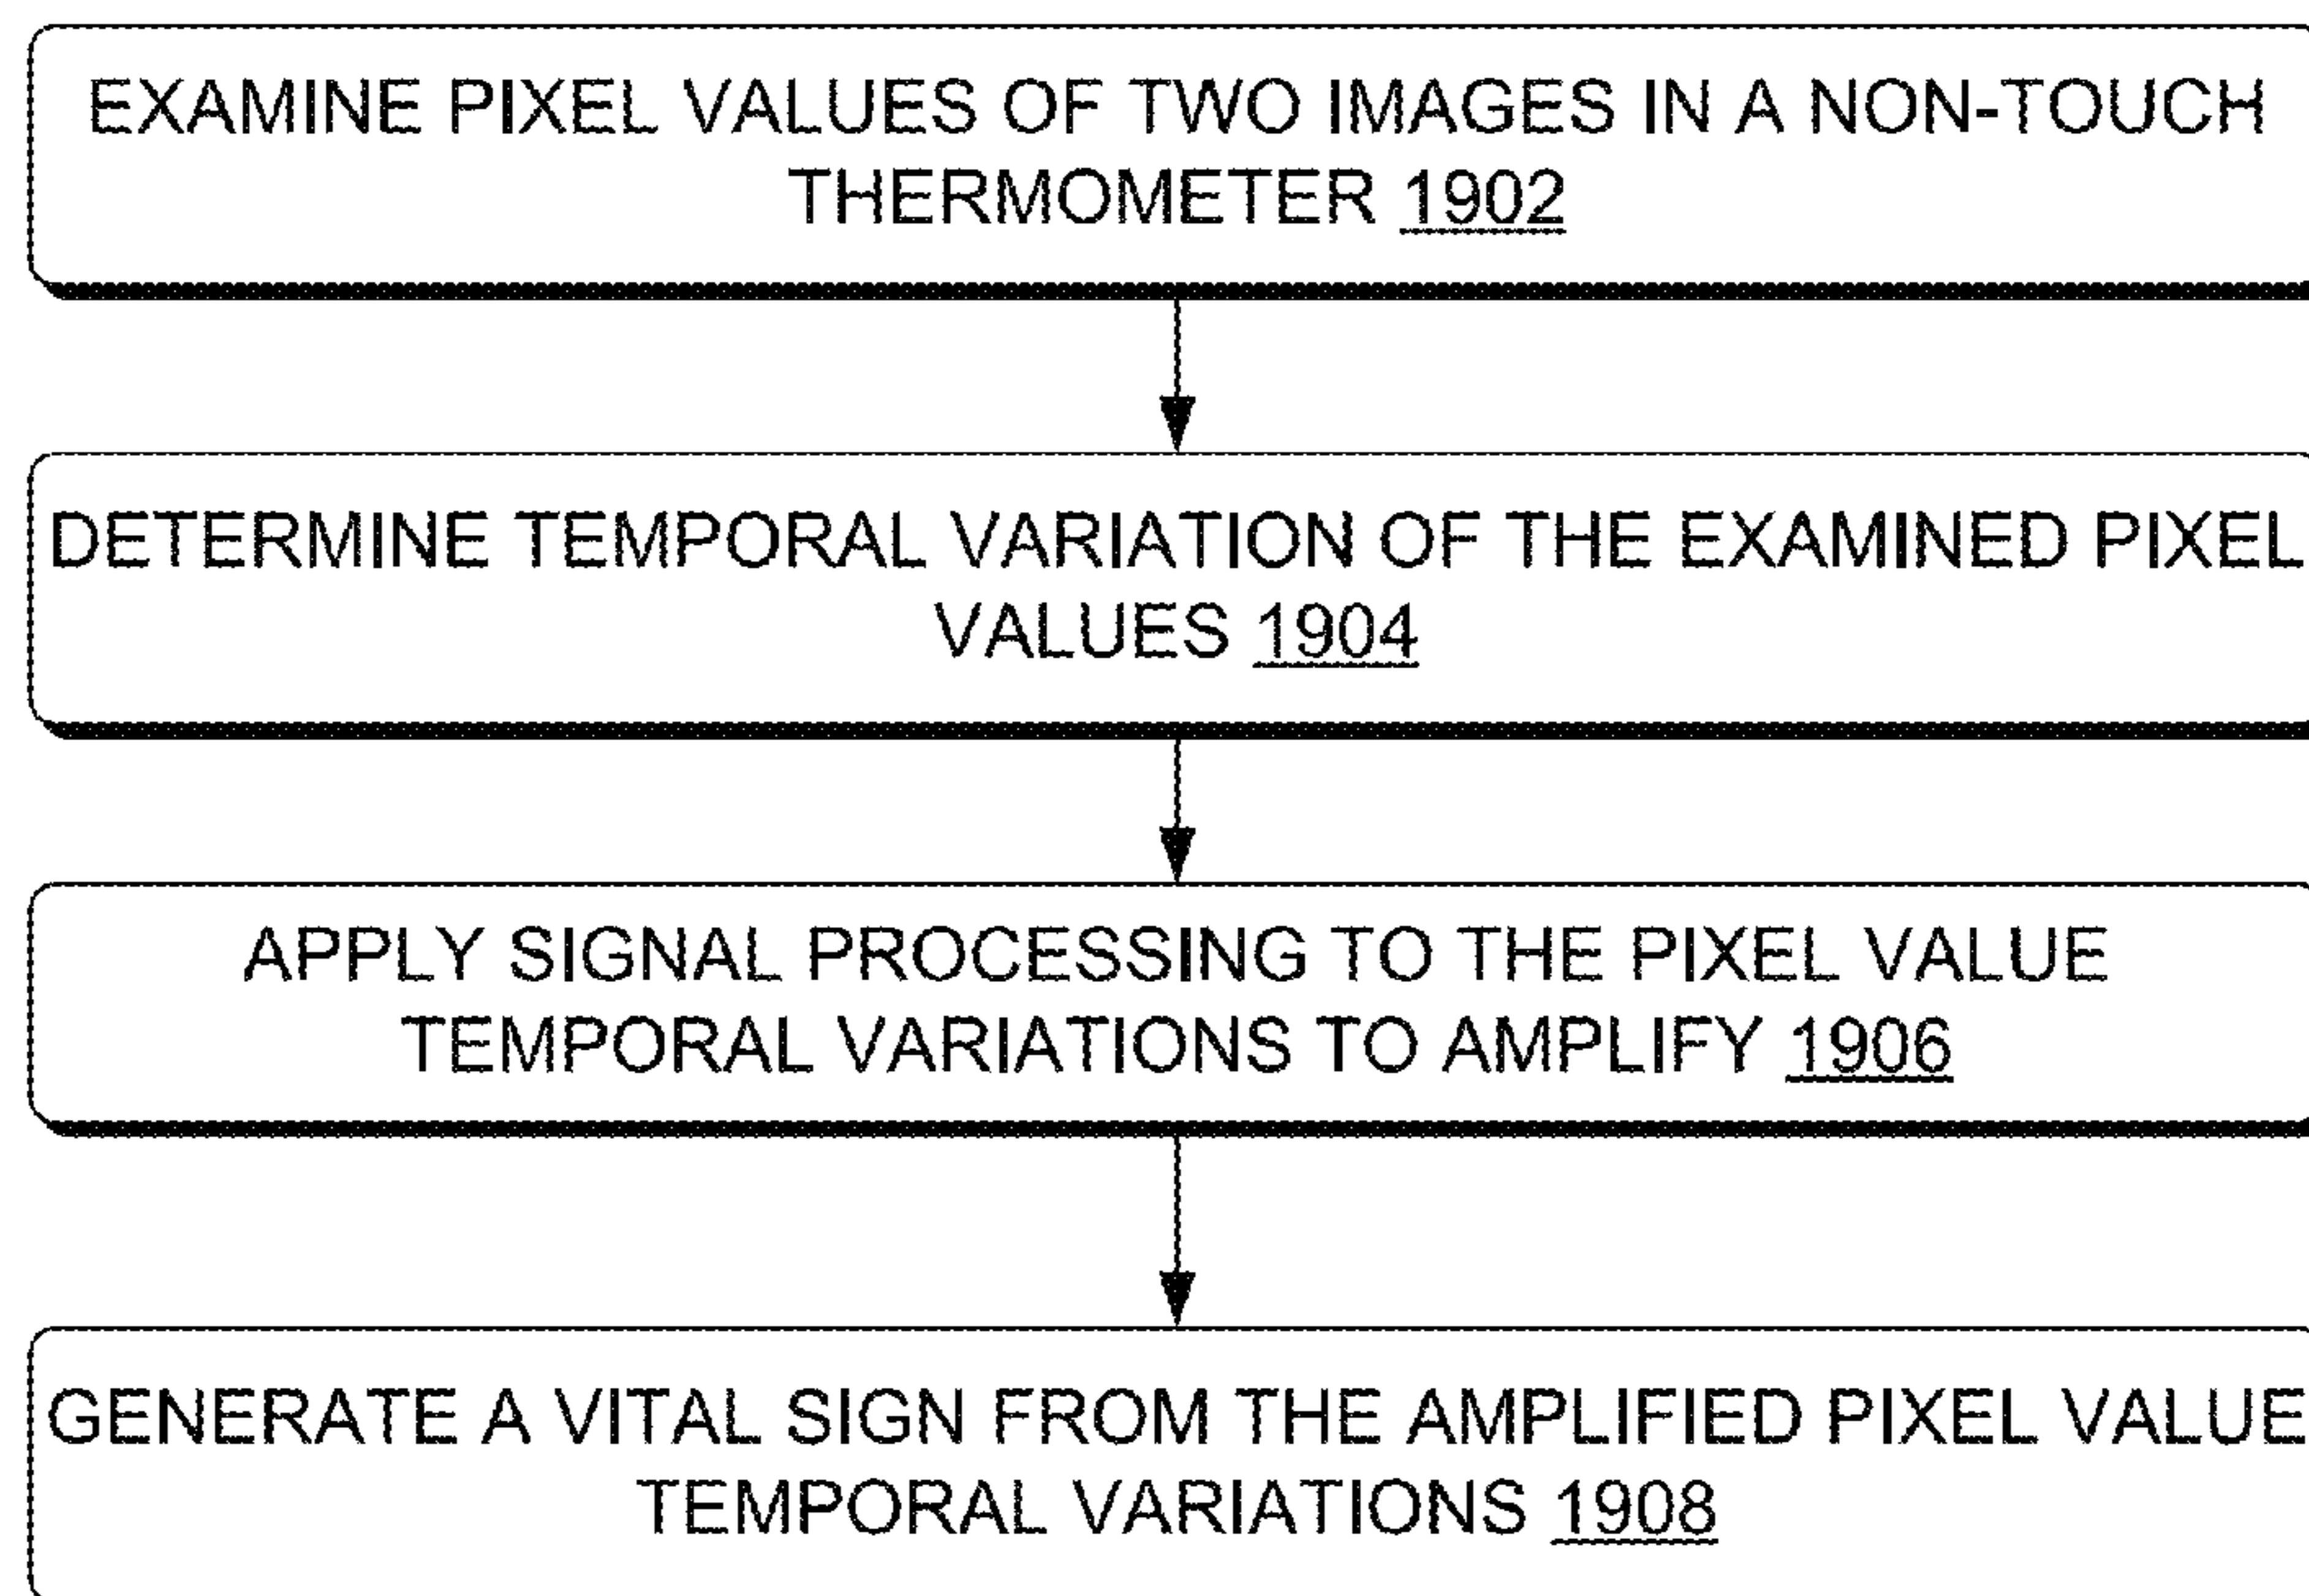 EXAMINE PIXEL VALUES OF TWO IMAGES IN A NON-TOUCH
THERMOMETER 1902
DETERMINE TEMPORAL VARIATION OF THE EXAMINED PIXEL
VALUES 1904
APPLY SIGNAL PROCESSING TO THE PIXEL VALUE
TEMPORAL VARIATIONS TO AMPLIFY 1906
GENERATE A VITAL SIGN FROM THE AMPLIFIED PIXEL VALUE
TEMPORAL VARIATIONS 1908